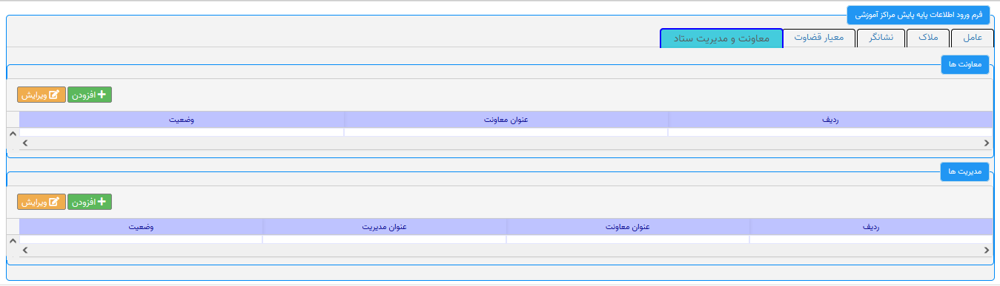 فرم ورود اطلاعات پایه پایش مراکز آموزشی
عامل ملاک نشانگر معیار قضاوت معاونت و مدیریت ستاد
معاونت ها
افزودن ویرایش
ردیف عنوان معاونت وضعیت
مدیریت ها
افزودن ویرایش
ردیف عنوان معاونت عنوان مدیریت وضعیت